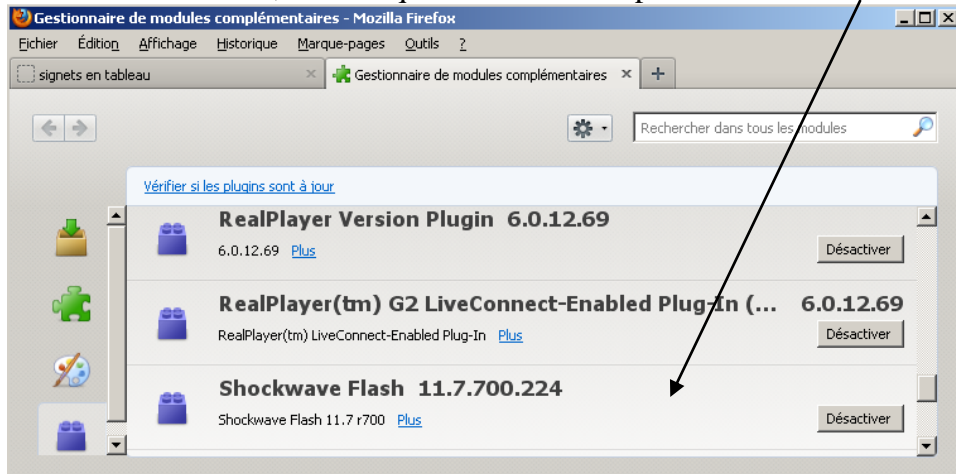 Gestionnaire de modules complémentaires - Mozilla Firefox
Fichier Édition Affichage Historique Marque-pages Outils ?
signets en tableau Gestionnaire de modules complémentaires
Rechercher dans tous les modules
Vérifier si les plugins sont à jour
RealPlayer Version Plugin 6.0.12.69
6.0.12.69 Plus Désactiver
RealPlayer(tm) G2 LiveConnect-Enabled Plug-In (... 6.0.12.69
RealPlayer(tm) LiveConnect-Enabled Plug-In Plus Désactiver
Shockwave Flash 11.7.700.224
Shockwave Flash 11.7 r700 Plus Désactiver